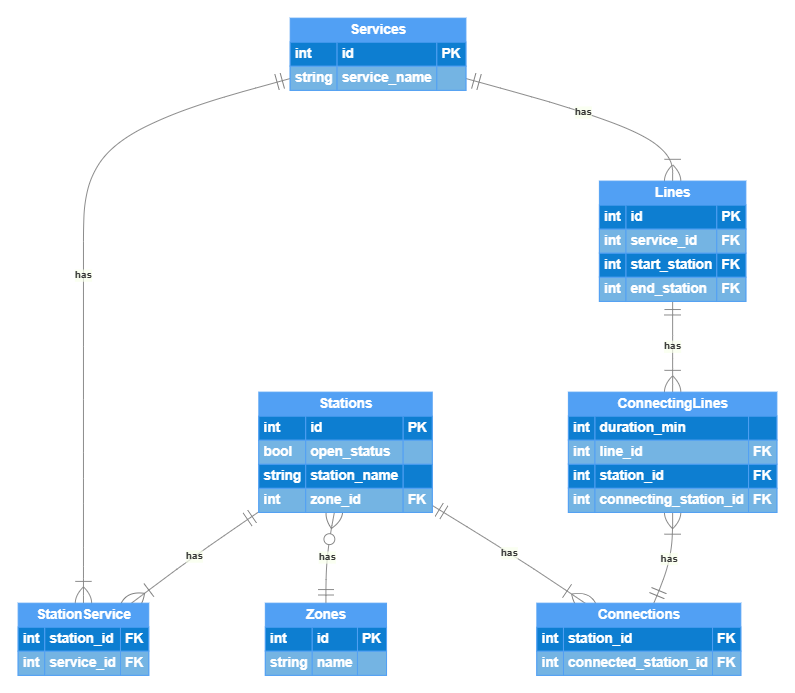 Services
int id PK
string service_name
has
Lines
int id PK
int service_id FK
int start_station FK
int end_station FK
has
has
Stations
int id PK
bool open_status
string station_name
int zone_id FK
ConnectingLines
int duration_min
int line_id FK
int station_id FK
int connecting_station_id FK
has
has
has
has
StationService
int station_id FK
int service_id FK
Zones
int id PK
string name
Connections
int station_id FK
int connected_station_id FK